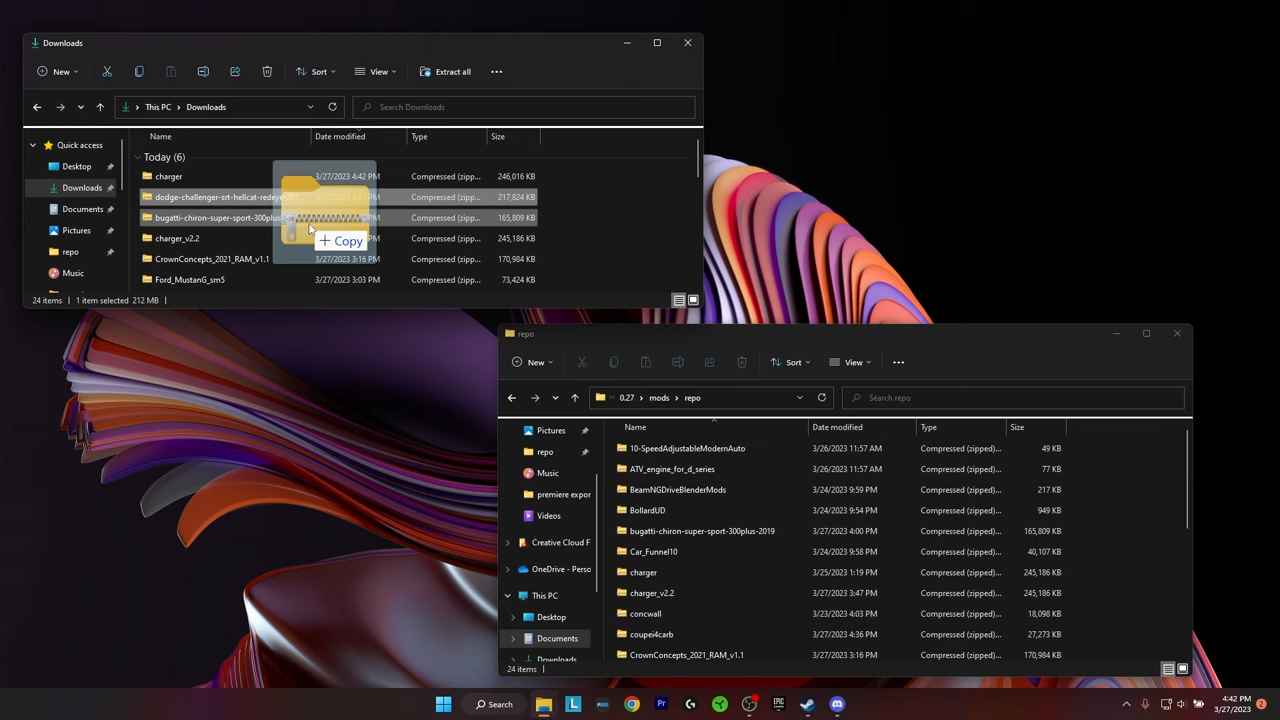 Downloads
New Sort View Extract all
This PC Downloads Search Downloads
Name Date modified Type Size
Quick access
Desktop
Downloads
Documents
Pictures
repo
Music
Today (6)
charger 3/27/2023 4:42 PM Compressed (zipp... 246,016 KB
dodge-challenger-srt-hellcat-redeye Compressed (zipp... 217,824 KB
bugatti-chiron-super-sport-300plus Compressed (zipp... 165,809 KB
charger_v2.2 PM Compressed (zipp... 245,186 KB
CrownConcepts_2021_RAM_v1.1 3/27/2023 3:16 PM Compressed (zipp... 170,984 KB
Ford_MustanG_sm5 3/27/2023 3:03 PM Compressed (zipp... 73,424 KB
+ Copy
24 items 1 item selected 212 MB
repo
New Sort View
0.27 mods repo Search repo
Name Date modified Type Size
Pictures
repo
Music
premiere expor
Videos
Creative Cloud F
OneDrive - Perso
This PC
Desktop
Documents
Downloads
10-SpeedAdjustableModernAuto 3/26/2023 11:57 AM Compressed (zipped)... 49 KB
ATV_engine_for_d_series 3/26/2023 11:57 AM Compressed (zipped)... 77 KB
BeamNGDriveBlenderMods 3/24/2023 9:59 PM Compressed (zipped)... 217 KB
BollardUD 3/24/2023 9:54 PM Compressed (zipped)... 949 KB
bugatti-chiron-super-sport-300plus-2019 3/27/2023 4:00 PM Compressed (zipped)... 165,809 KB
Car_Funnel10 3/24/2023 9:58 PM Compressed (zipped)... 40,107 KB
charger 3/25/2023 1:19 PM Compressed (zipped)... 245,186 KB
charger_v2.2 3/27/2023 3:47 PM Compressed (zipped)... 245,186 KB
concwall 3/23/2023 4:03 PM Compressed (zipped)... 18,098 KB
coupei4carb 3/27/2023 4:36 PM Compressed (zipped)... 27,273 KB
CrownConcepts_2021_RAM_v1.1 3/27/2023 3:16 PM Compressed (zipped)... 170,984 KB
24 items
Search
L
Pr
G
EPIC GAMES
4:42 PM
3/27/2023
2